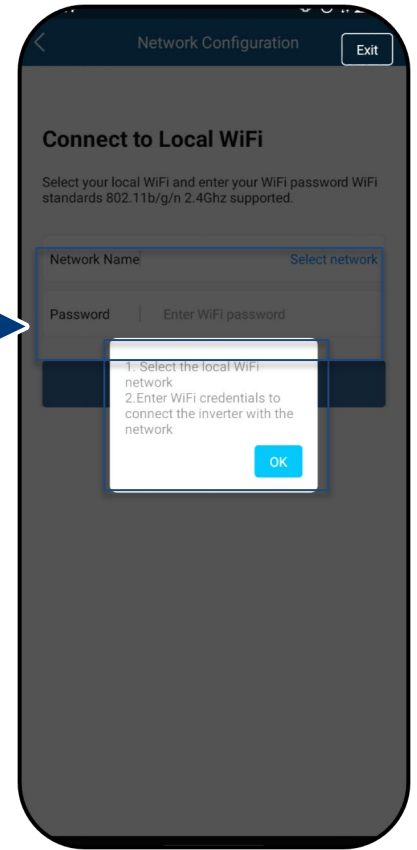 Network Configuration
Exit
Connect to Local WiFi
Select your local WiFi and enter your WiFi password WiFi
standards 802.11b/g/n 2.4Ghz supported.
Network Name Select network
Password Enter WiFi password
1. Select the local WiFi
network
2.Enter WiFi credentials to
connect the inverter with the
network
OK